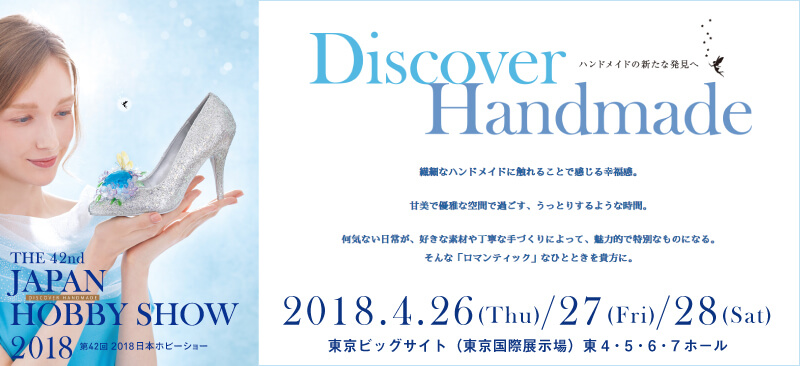 THE 42nd
JAPAN
DISCOVER HANDMADE
HOBBY SHOW
2018 第42回 2018日本ホビーショー
Discover
ハンドメイドの新たな発見へ
Handmade
繊細なハンドメイドに触れることで感じる幸福感。
甘美で優雅な空間で過ごす、うっとりするような時間。
何気ない日常が、好きな素材や丁寧な手づくりによって、魅力的で特別なものになる。
そんな「ロマンティック」なひとときを貴方に。
2018.4.26(Thu)/27(Fri)/28(Sat)
東京ビッグサイト（東京国際展示場）東4・5・6・7ホール